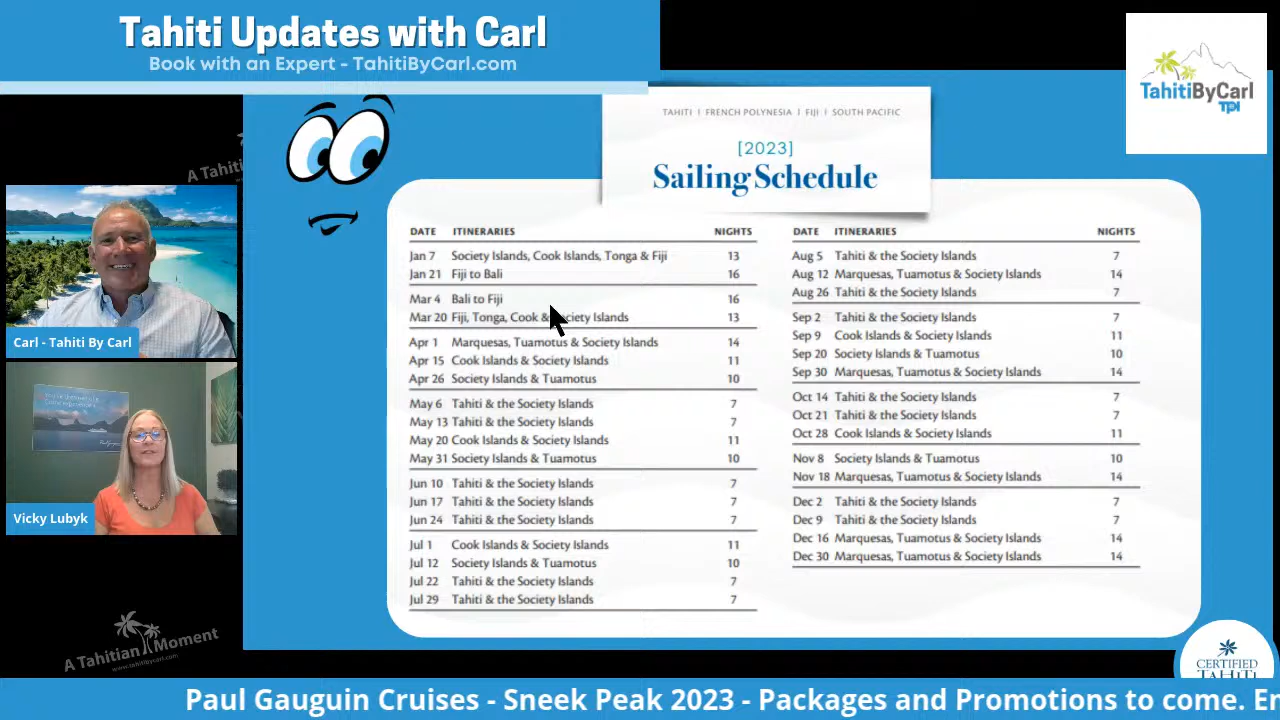 Tahiti Updates with Carl
Book with an Expert - TahitiByCarl.com
TahitiByCarl
TPI
TAHITI | FRENCH POLYNESIA | FIJI | SOUTH PACIFIC
[2023]
Sailing Schedule
A Tahiti
DATE ITINERARIES NIGHTS
Jan 7 Society Islands, Cook Islands, Tonga & Fiji 13
Jan 21 Fiji to Bali 16
Mar 4 Bali to Fiji 16
Mar 20 Fiji, Tonga, Cook & ciety Islands 13
Apr 1 Marquesas, Tuamotus & Society Islands 14
Apr 15 Cook Islands & Society Islands 11
Apr 26 Society Islands & Tuamotus 10
May 6 Tahiti & the Society Islands 7
May 13 Tahiti & the Society Islands 7
May 20 Cook Islands & Society Islands 11
May 31 Society Islands & Tuamotus 10
Jun 10 Tahiti & the Society Islands 7
Jun 17 Tahiti & the Society Islands 7
Jun 24 Tahiti & the Society Islands 7
Jul 1 Cook Islands & Society Islands 11
Jul 12 Society Islands & Tuamotus 10
Jul 22 Tahiti & the Society Islands 7
Jul 29 Tahiti & the Society Islands 7
DATE ITINERARIES NIGHTS
Aug 5 Tahiti & the Society Islands 7
Aug 12 Marquesas, Tuamotus & Society Islands 14
Aug 26 Tahiti & the Society Islands 7
Sep 2 Tahiti & the Society Islands 7
Sep 9 Cook Islands & Society Islands 11
Sep 20 Society Islands & Tuamotus 10
Sep 30 Marquesas, Tuamotus & Society Islands 14
Oct 14 Tahiti & the Society Islands 7
Oct 21 Tahiti & the Society Islands 7
Oct 28 Cook Islands & Society Islands 11
Nov 8 Society Islands & Tuamotus 10
Nov 18 Marquesas, Tuamotus & Society Islands 14
Dec 2 Tahiti & the Society Islands 7
Dec 9 Tahiti & the Society Islands 7
Dec 16 Marquesas, Tuamotus & Society Islands 14
Dec 30 Marquesas, Tuamotus & Society Islands 14
Carl - Tahiti By Carl
Vicky Lubyk
A Tahitian Moment
www.tahitibycarl.com
CERTIFIED
TAHITI
Paul Gauguin Cruises - Sneek Peak 2023 - Packages and Promotions to come. En